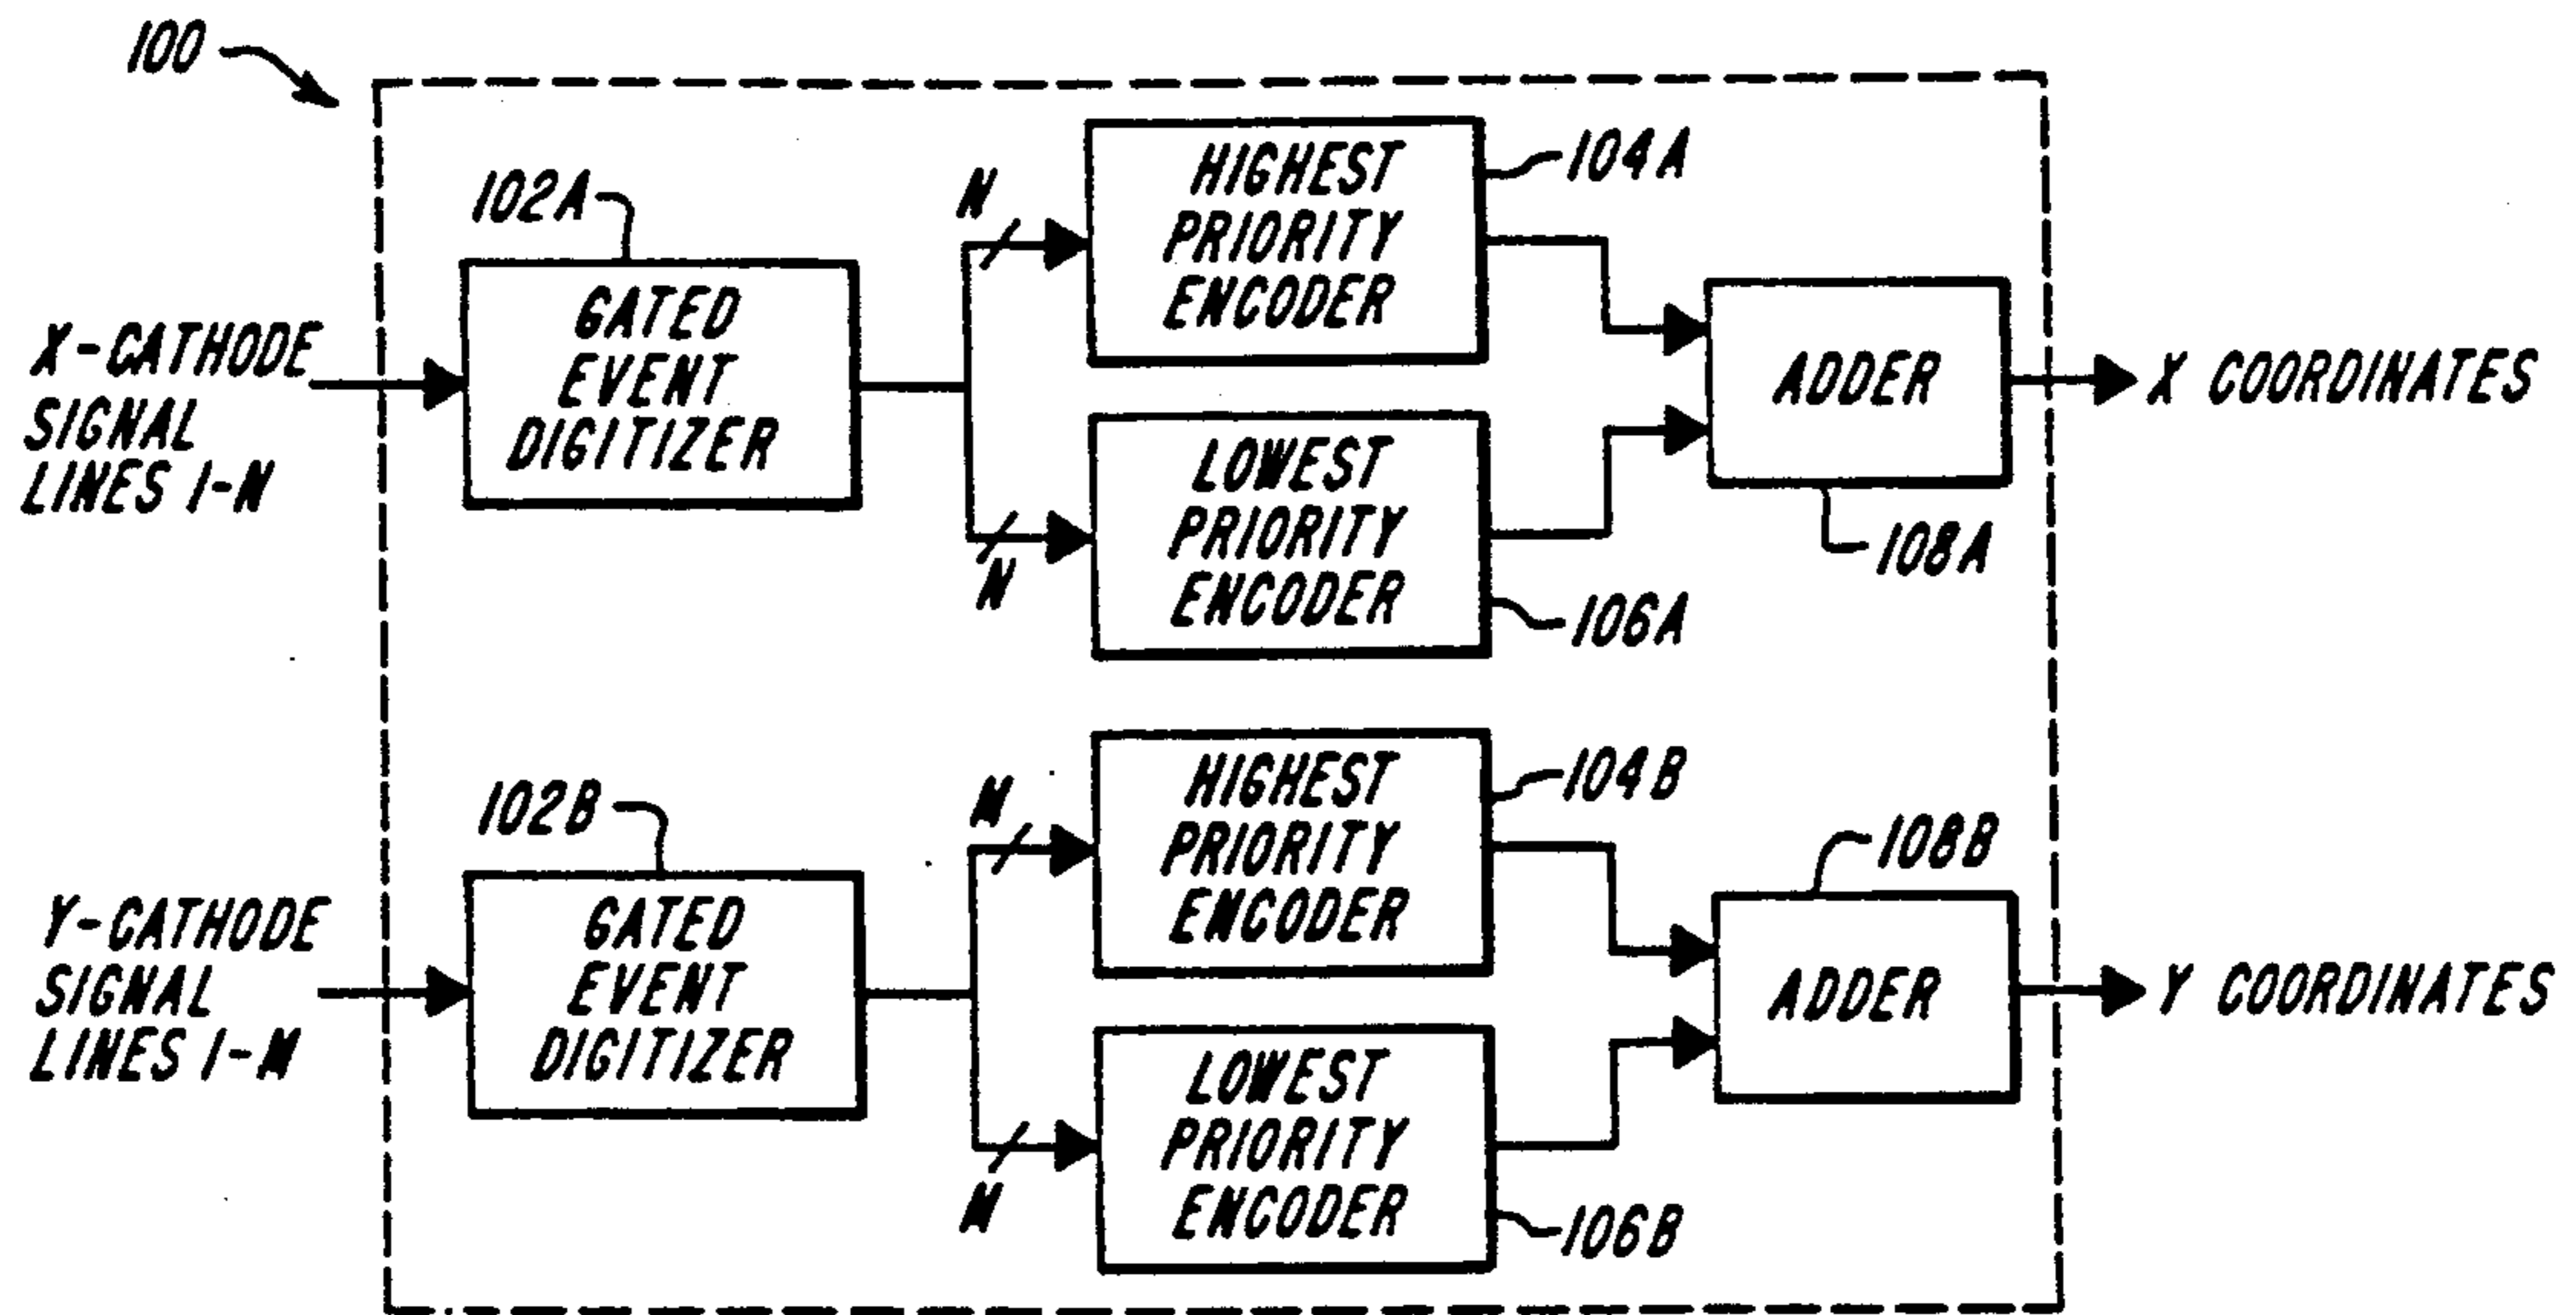 100
102A
N
HIGHEST
PRIORITY
ENCODER
104A
X-CATHODE
SIGNAL
LINES 1-N
GATED
EVENT
DIGITIZER
ADDER
X COORDINATES
N
LOWEST
PRIORITY
ENCODER
106A
108A
102B
M
HIGHEST
PRIORITY
ENCODER
104B
108B
Y-CATHODE
SIGNAL
LINES 1-M
GATED
EVENT
DIGITIZER
ADDER
Y COORDINATES
M
LOWEST
PRIORITY
ENCODER
106B